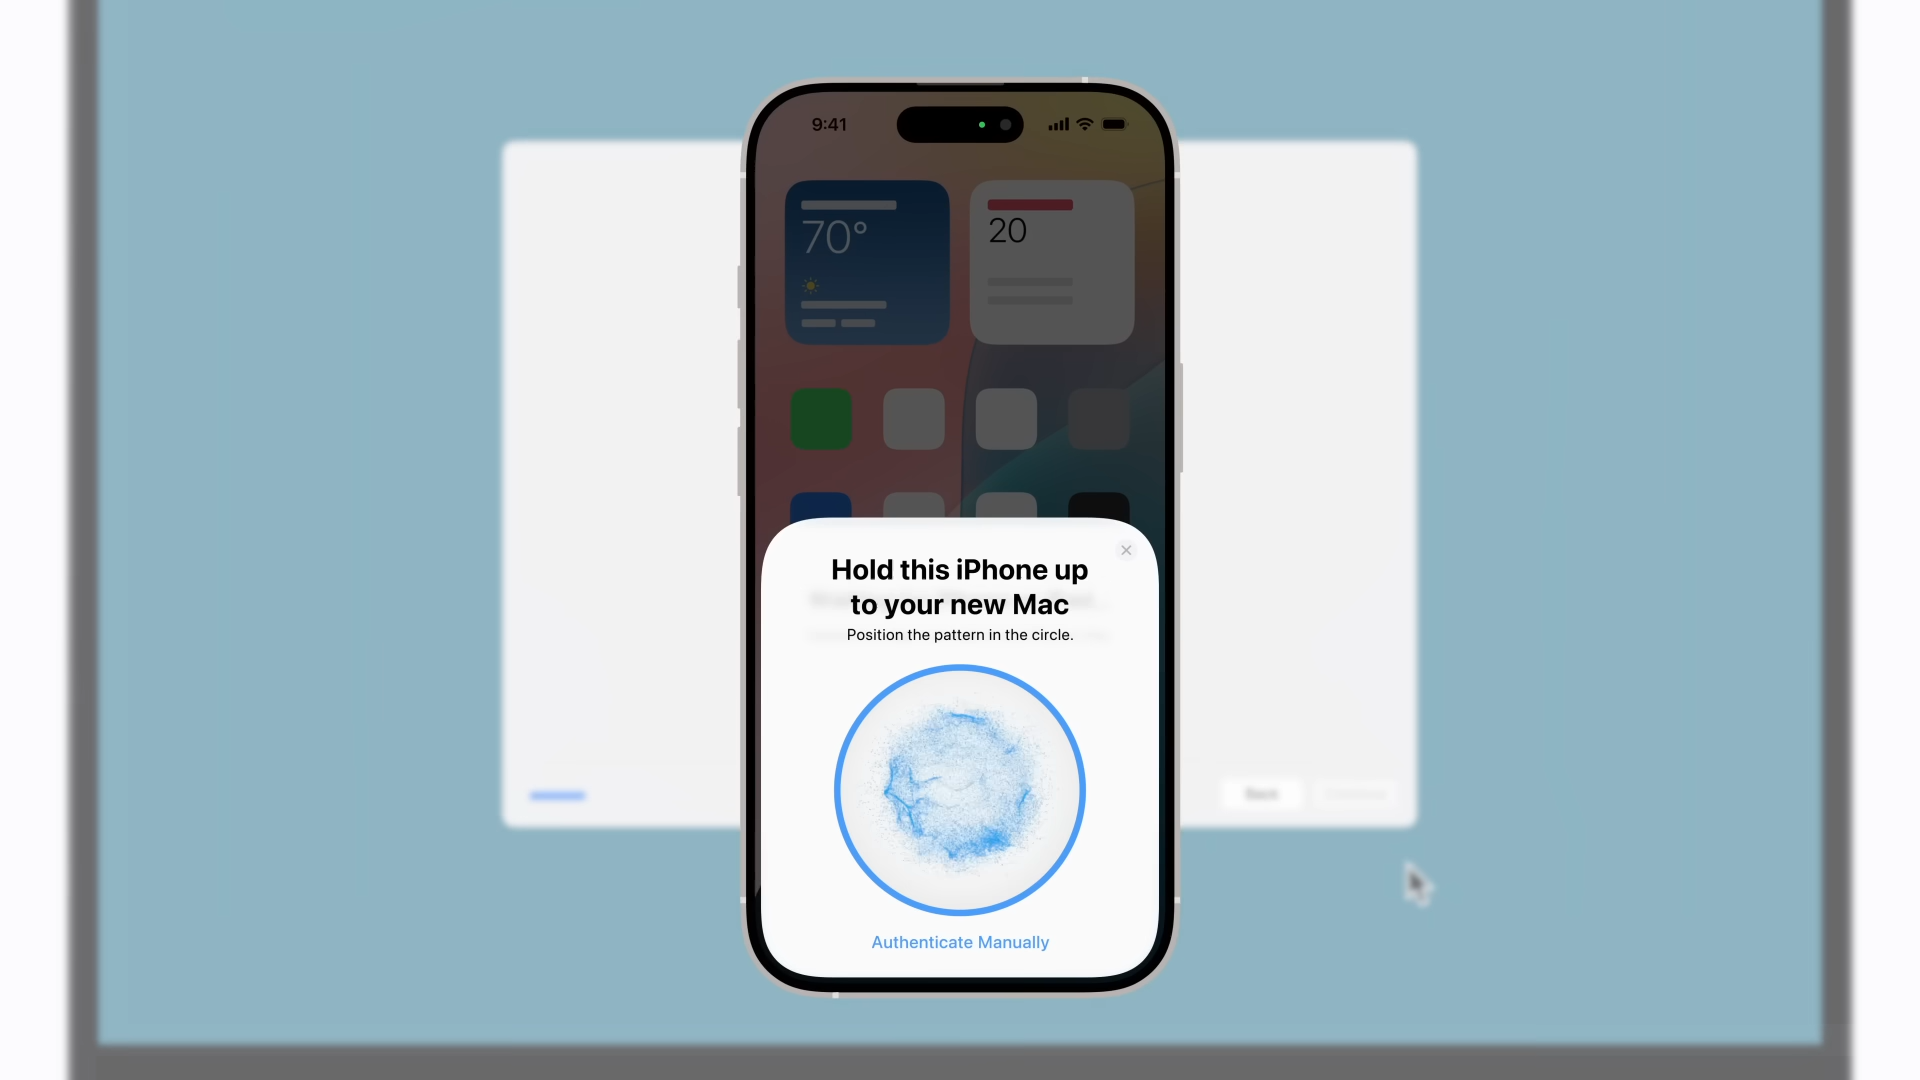 9:41
70°
20
Hold this iPhone up
to your new Mac
Position the pattern in the circle.
Authenticate Manually
Back